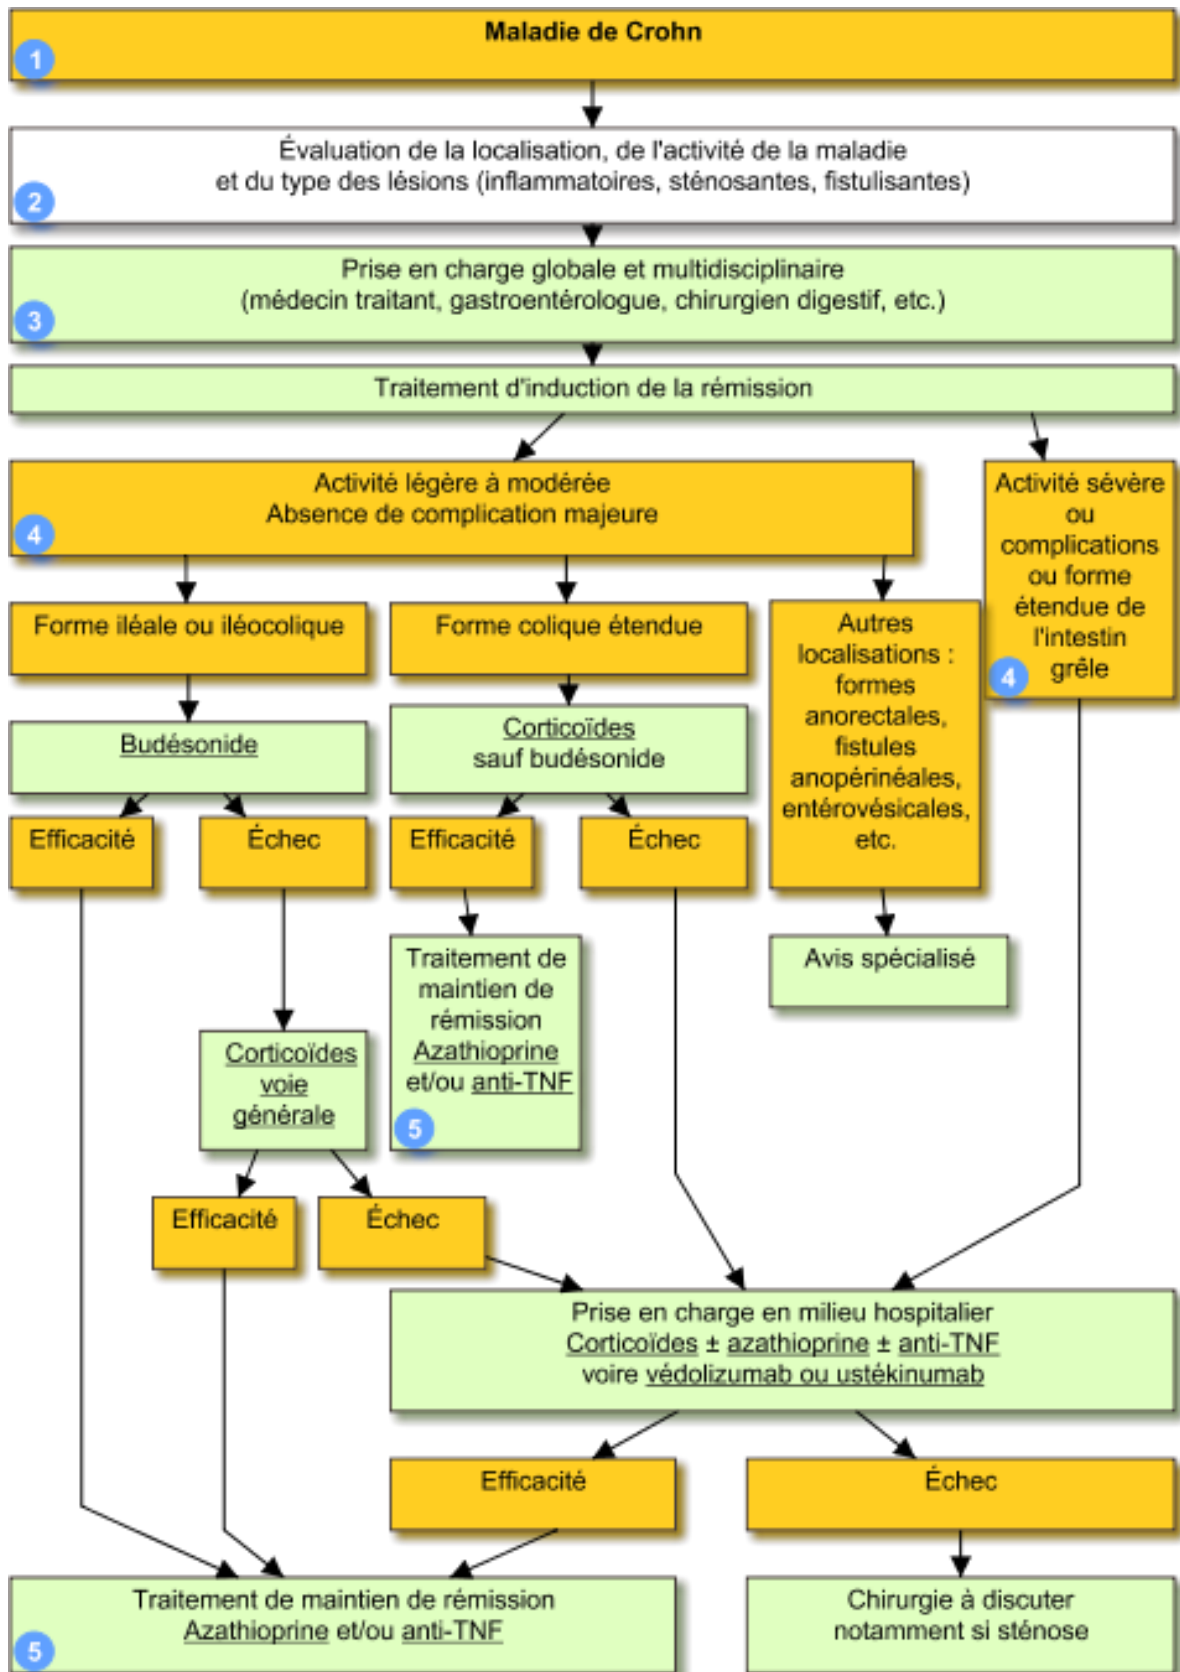 Maladie de Crohn
1
Évaluation de la localisation, de l'activité de la maladie
et du type des lésions (inflammatoires, sténosantes, fistulisantes)
2
Prise en charge globale et multidisciplinaire
(médecin traitant, gastroentérologue, chirurgien digestif, etc.)
3
Traitement d'induction de la rémission
Activité légère à modérée
Absence de complication majeure
4
Activité sévère
ou
complications
ou forme
étendue de
l'intestin
grêle
4
Forme iléale ou iléocolique
Forme colique étendue
Autres
localisations :
formes
anorectales,
fistules
anopérinéales,
entérovésicales,
etc.
Budésonide
Corticoïdes
sauf budésonide
Efficacité
Échec
Efficacité
Échec
Traitement de
maintien de
rémission
Azathioprine
et/ou anti-TNF
5
Avis spécialisé
Corticoïdes
voie
générale
Efficacité
Échec
Prise en charge en milieu hospitalier
Corticoïdes ± azathioprine ± anti-TNF
voire védolizumab ou ustékinumab
Efficacité
Échec
Traitement de maintien de rémission
Azathioprine et/ou anti-TNF
5
Chirurgie à discuter
notamment si sténose